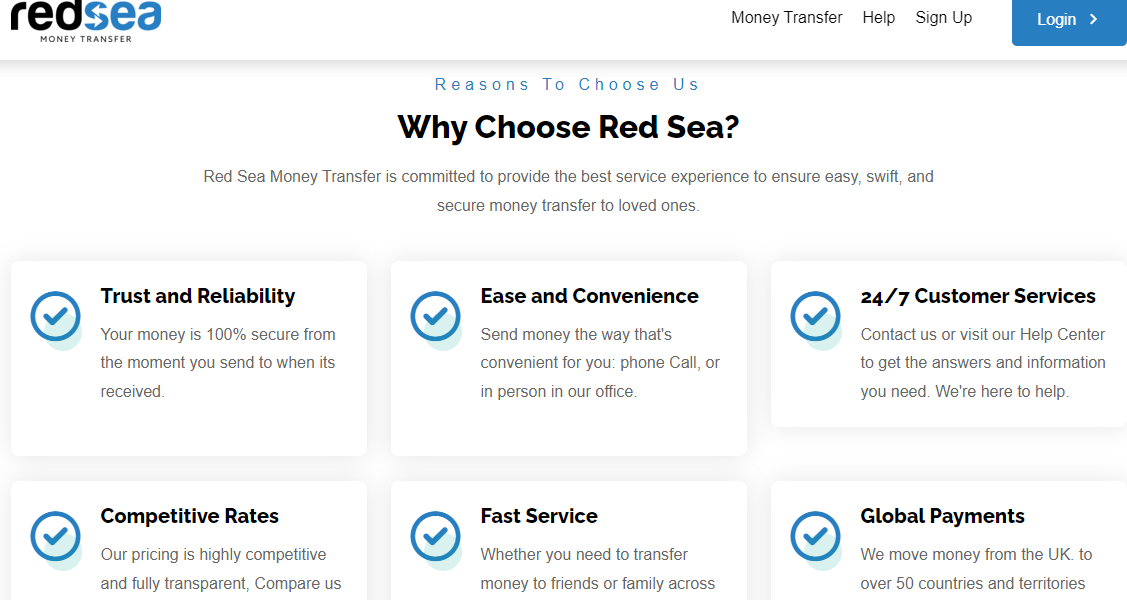 redsea
MONEY TRANSFER
Money Transfer
Help
Sign Up
Login
Reasons To Choose Us
Why Choose Red Sea?
Red Sea Money Transfer is committed to provide the best service experience to ensure easy, swift, and
secure money transfer to loved ones.
Trust and Reliability
Your money is 100% secure from
the moment you send to when its
received.
Ease and Convenience
Send money the way that's
convenient for you: phone Call, or
in person in our office.
24/7 Customer Services
Contact us or visit our Help Center
to get the answers and information
you need. We're here to help.
Competitive Rates
Our pricing is highly competitive
and fully transparent, Compare us
Fast Service
Whether you need to transfer
money to friends or family across
Global Payments
We move money from the UK. to
over 50 countries and territories